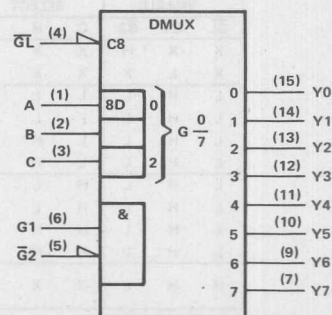 DMUX
G̅L̅ (4) C8
A (1) 8D 0 0 (15) Y0
B (2) G 0/7 1 (14) Y1
C (3) 2 2 (13) Y2
3 (12) Y3
& 4 (11) Y4
G1 (6) 5 (10) Y5
G̅2 (5) 6 (9) Y6
7 (7) Y7